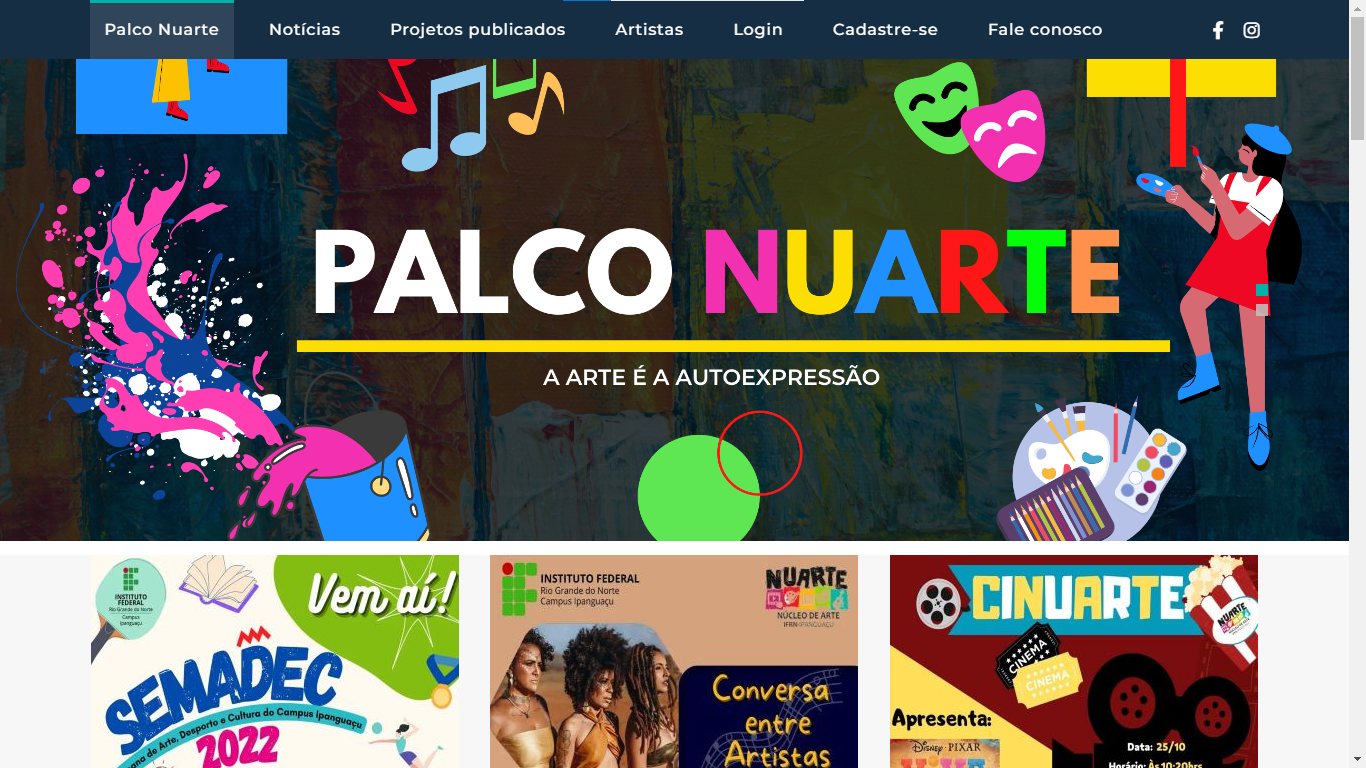 Palco Nuarte
Notícias
Projetos publicados
Artistas
Login
Cadastre-se
Fale conosco
PALCO NUARTE
A ARTE É A AUTOEXPRESSÃO
INSTITUTO
FEDERAL
Rio Grande do Norte
Campus
Ipanguaçu
Vem aí!
SEMADEC
ana de Arte, Desporto e Cultura do Campus Ipanguaçu
2022
INSTITUTO FEDERAL
Rio Grande do Norte
Campus Ipanguaçu
NUARTE
NÚCLEO DE ARTE
IFRN-IPANGUAÇU
Conversa
entre
Artistas
CINUARTE
NUARTE
CINEMA
CINEMA
Apresenta:
DISNEY · PIXAR
Data: 25/10
Horário: Às 10:20hrs